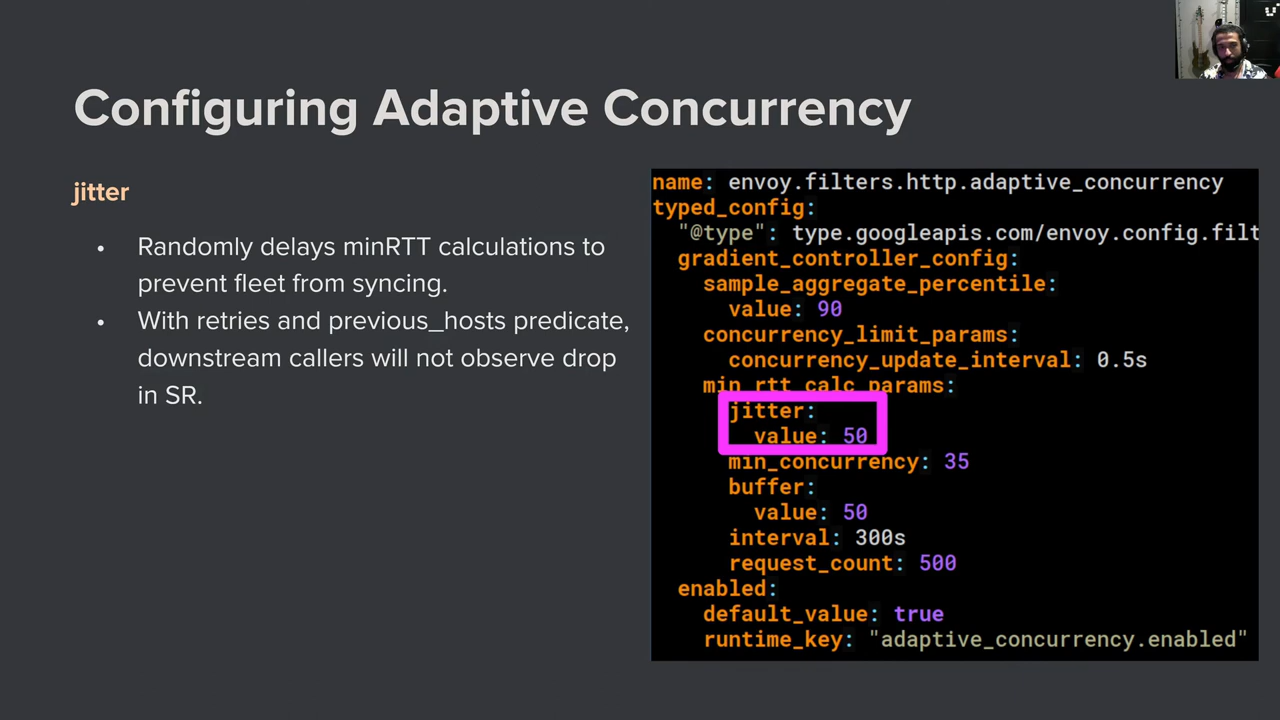 Configuring Adaptive Concurrency
jitter
• Randomly delays minRTT calculations to
prevent fleet from syncing.
• With retries and previous_hosts predicate,
downstream callers will not observe drop
in SR.
name: envoy.filters.http.adaptive_concurrency
typed_config:
"@type": type.googleapis.com/envoy.config.filt
gradient_controller_config:
sample_aggregate_percentile:
value: 90
concurrency_limit_params:
concurrency_update_interval: 0.5s
min_rtt_calc_params:
jitter:
value: 50
min_concurrency: 35
buffer:
value: 50
interval: 300s
request_count: 500
enabled:
default_value: true
runtime_key: "adaptive_concurrency.enabled"